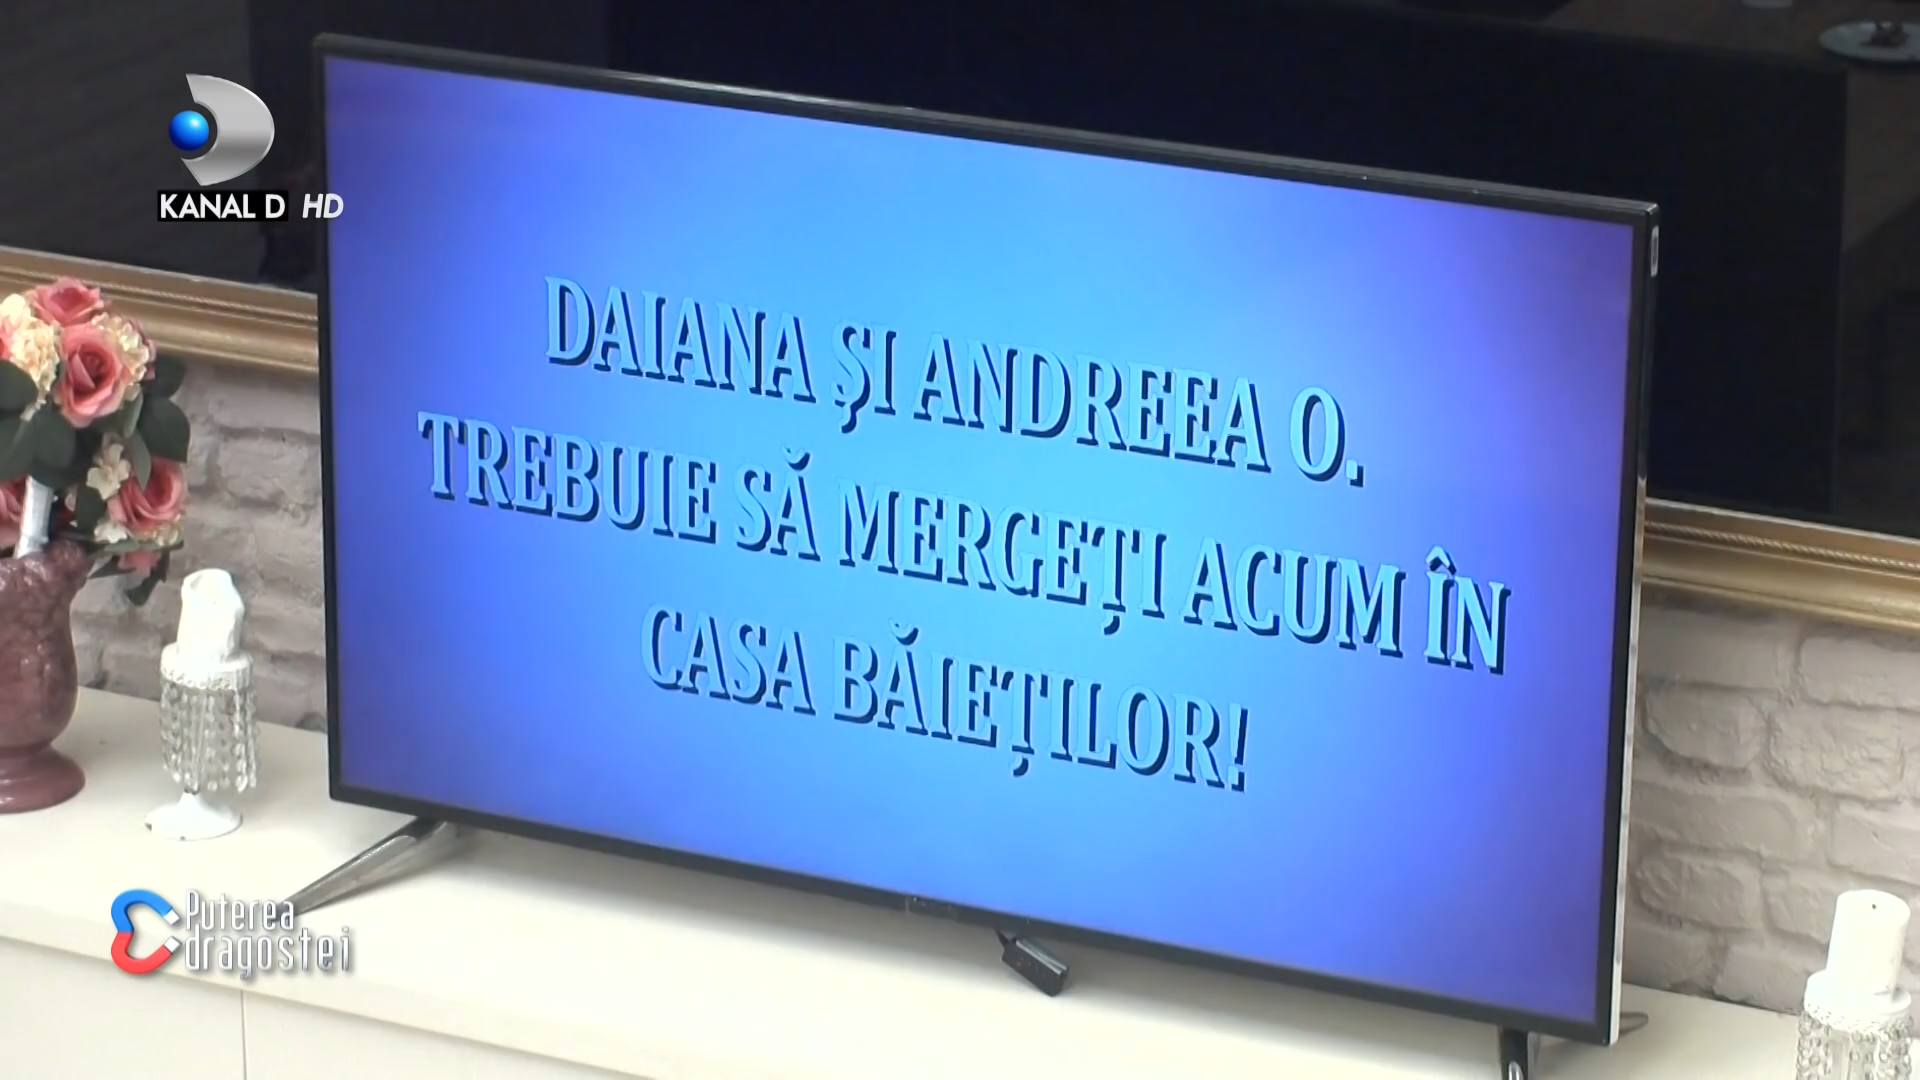 KANAL D HD
DAIANA ȘI ANDREEA O.
TREBUIE SĂ MERGEȚI ACUM ÎN
CASA BĂIEȚILOR!
Puterea
dragostei